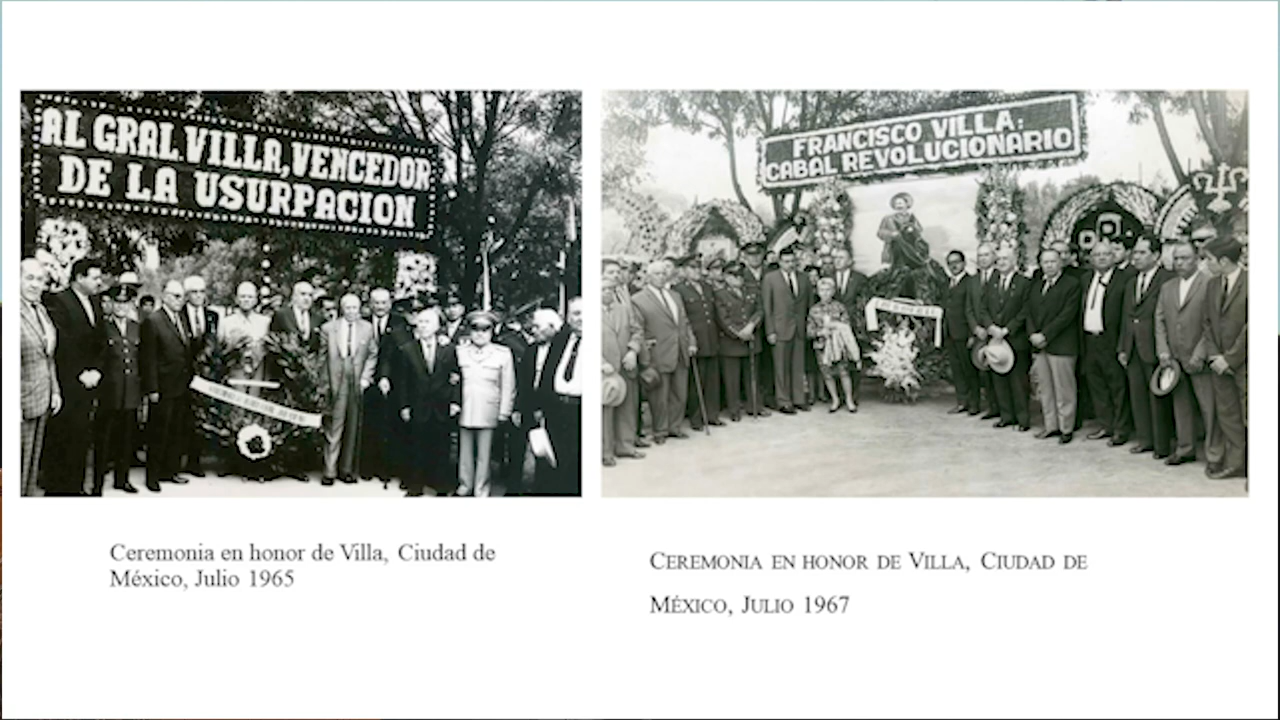 AL GRAL. VILLA, VENCEDOR
DE LA USURPACION
FRANCISCO VILLA:
CABAL REVOLUCIONARIO
Ceremonia en honor de Villa, Ciudad de
México, Julio 1965
CEREMONIA EN HONOR DE VILLA, CIUDAD DE
MÉXICO, JULIO 1967